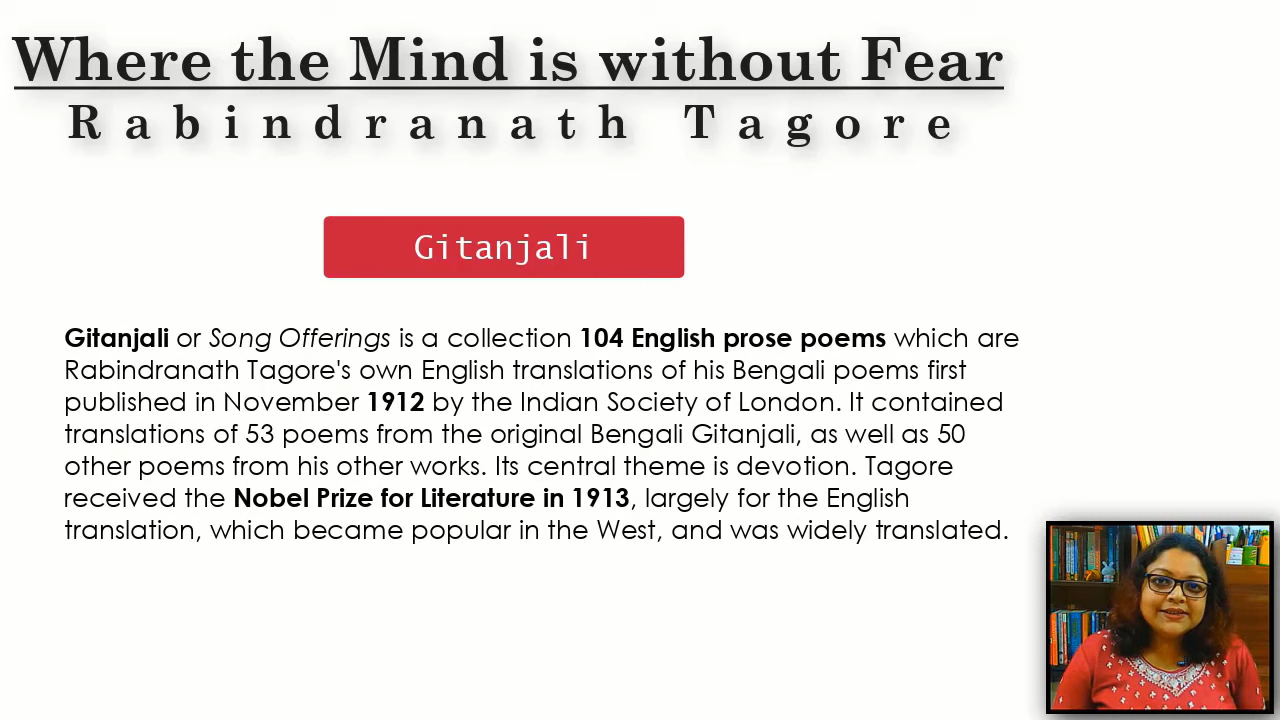 Where the Mind is without Fear
Rabindranath Tagore
Gitanjali
Gitanjali or Song Offerings is a collection 104 English prose poems which are
Rabindranath Tagore's own English translations of his Bengali poems first
published in November 1912 by the Indian Society of London. It contained
translations of 53 poems from the original Bengali Gitanjali, as well as 50
other poems from his other works. Its central theme is devotion. Tagore
received the Nobel Prize for Literature in 1913, largely for the English
translation, which became popular in the West, and was widely translated.